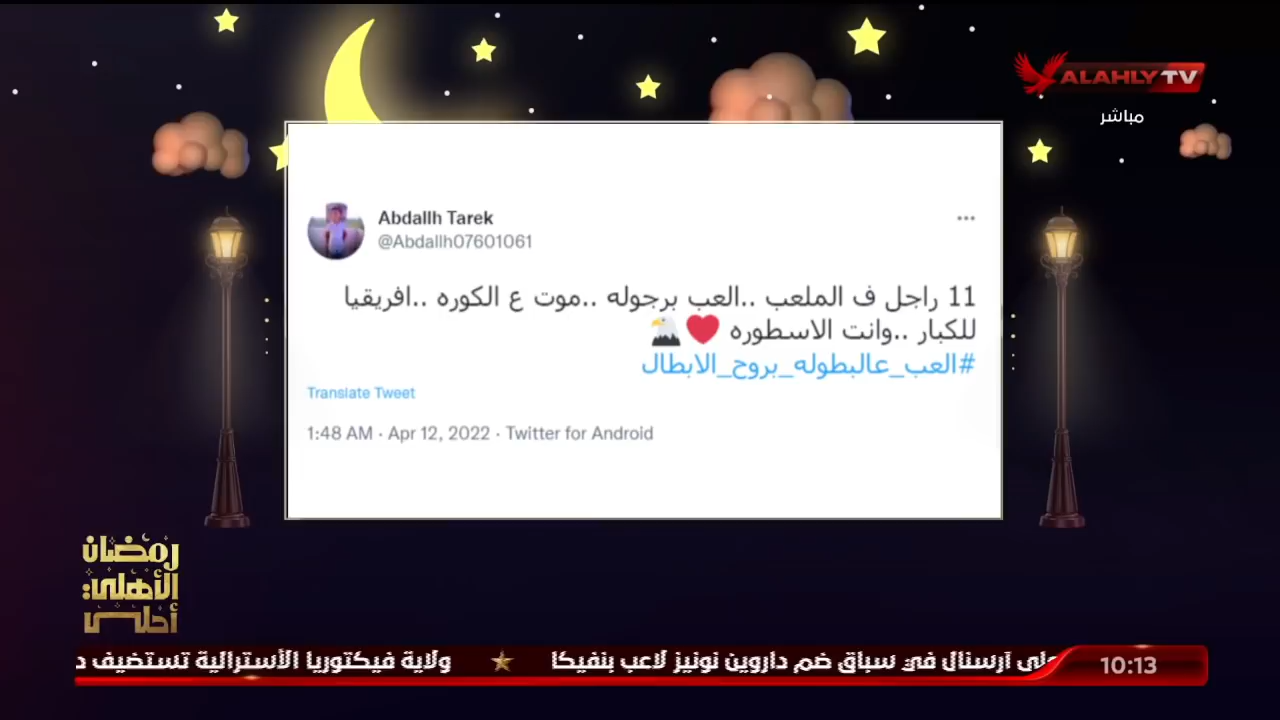 ALAHLY TV
مباشر
Abdallh Tarek
@Abdallh07601061
11 راجل ف الملعب ..العب برجوله ..موت ع الكوره ..افريقيا
للكبار ..وانت الاسطوره
#العب_عالبطوله_بروح_الابطال
Translate Tweet
1:48 AM · Apr 12, 2022 · Twitter for Android
رمضان
الأهلي
أحلى
آرسنال في سباق ضم داروين نونيز لاعب بنفيكا
ولاية فيكتوريا الأسترالية تستضيف
10:13